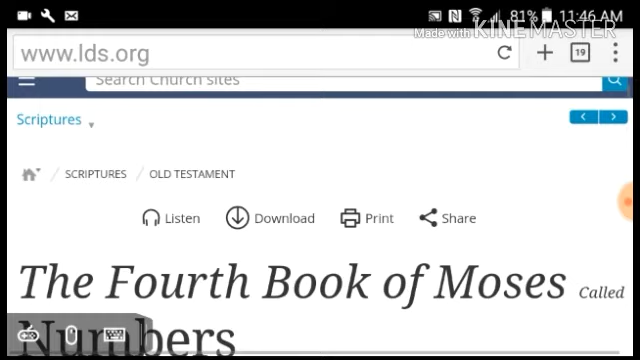 81% 11:46 AM
Made with KINEMASTER
www.lds.org
19
Search Church sites
Scriptures
SCRIPTURES / OLD TESTAMENT
Listen Download Print Share
The Fourth Book of Moses Called
Numbers